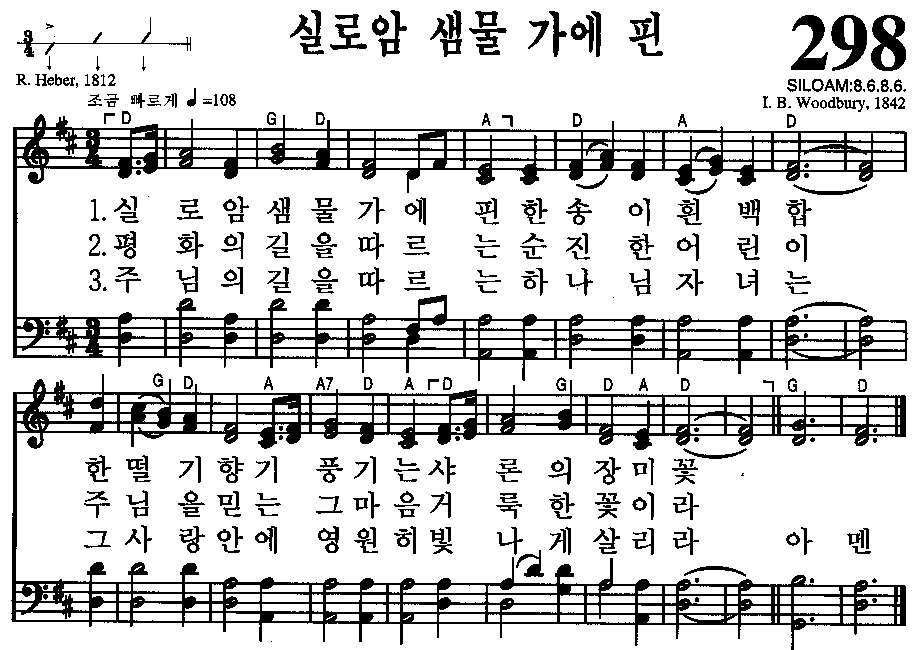 실로암 샘물 가에 핀
298
3/4
R. Heber, 1812
SILOAM:8.6.8.6.
조금 빠르게 ♩=108
I. B. Woodbury, 1842
D G D A D A D
1. 실 로 암 샘 물 가 에 핀 한 송 이 흰 백 합
2. 평 화 의 길 을 따 르 는 순 진 한 어 린 이
3. 주 님 의 길 을 따 르 는 하 나 님 자 녀 는
G D A A7 D A D G D A D G D
한 떨 기 향 기 풍 기 는 샤 론 의 장 미 꽃
주 님 을 믿 는 그 마 음 거 룩 한 꽃 이 라
그 사 랑 안 에 영 원 히 빛 나 게 살 리 라 아 멘